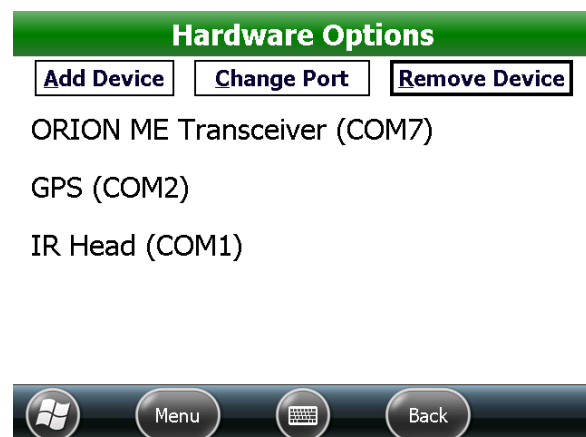 Hardware Options
Add Device Change Port Remove Device
ORION ME Transceiver (COM7)
GPS (COM2)
IR Head (COM1)
Menu Back